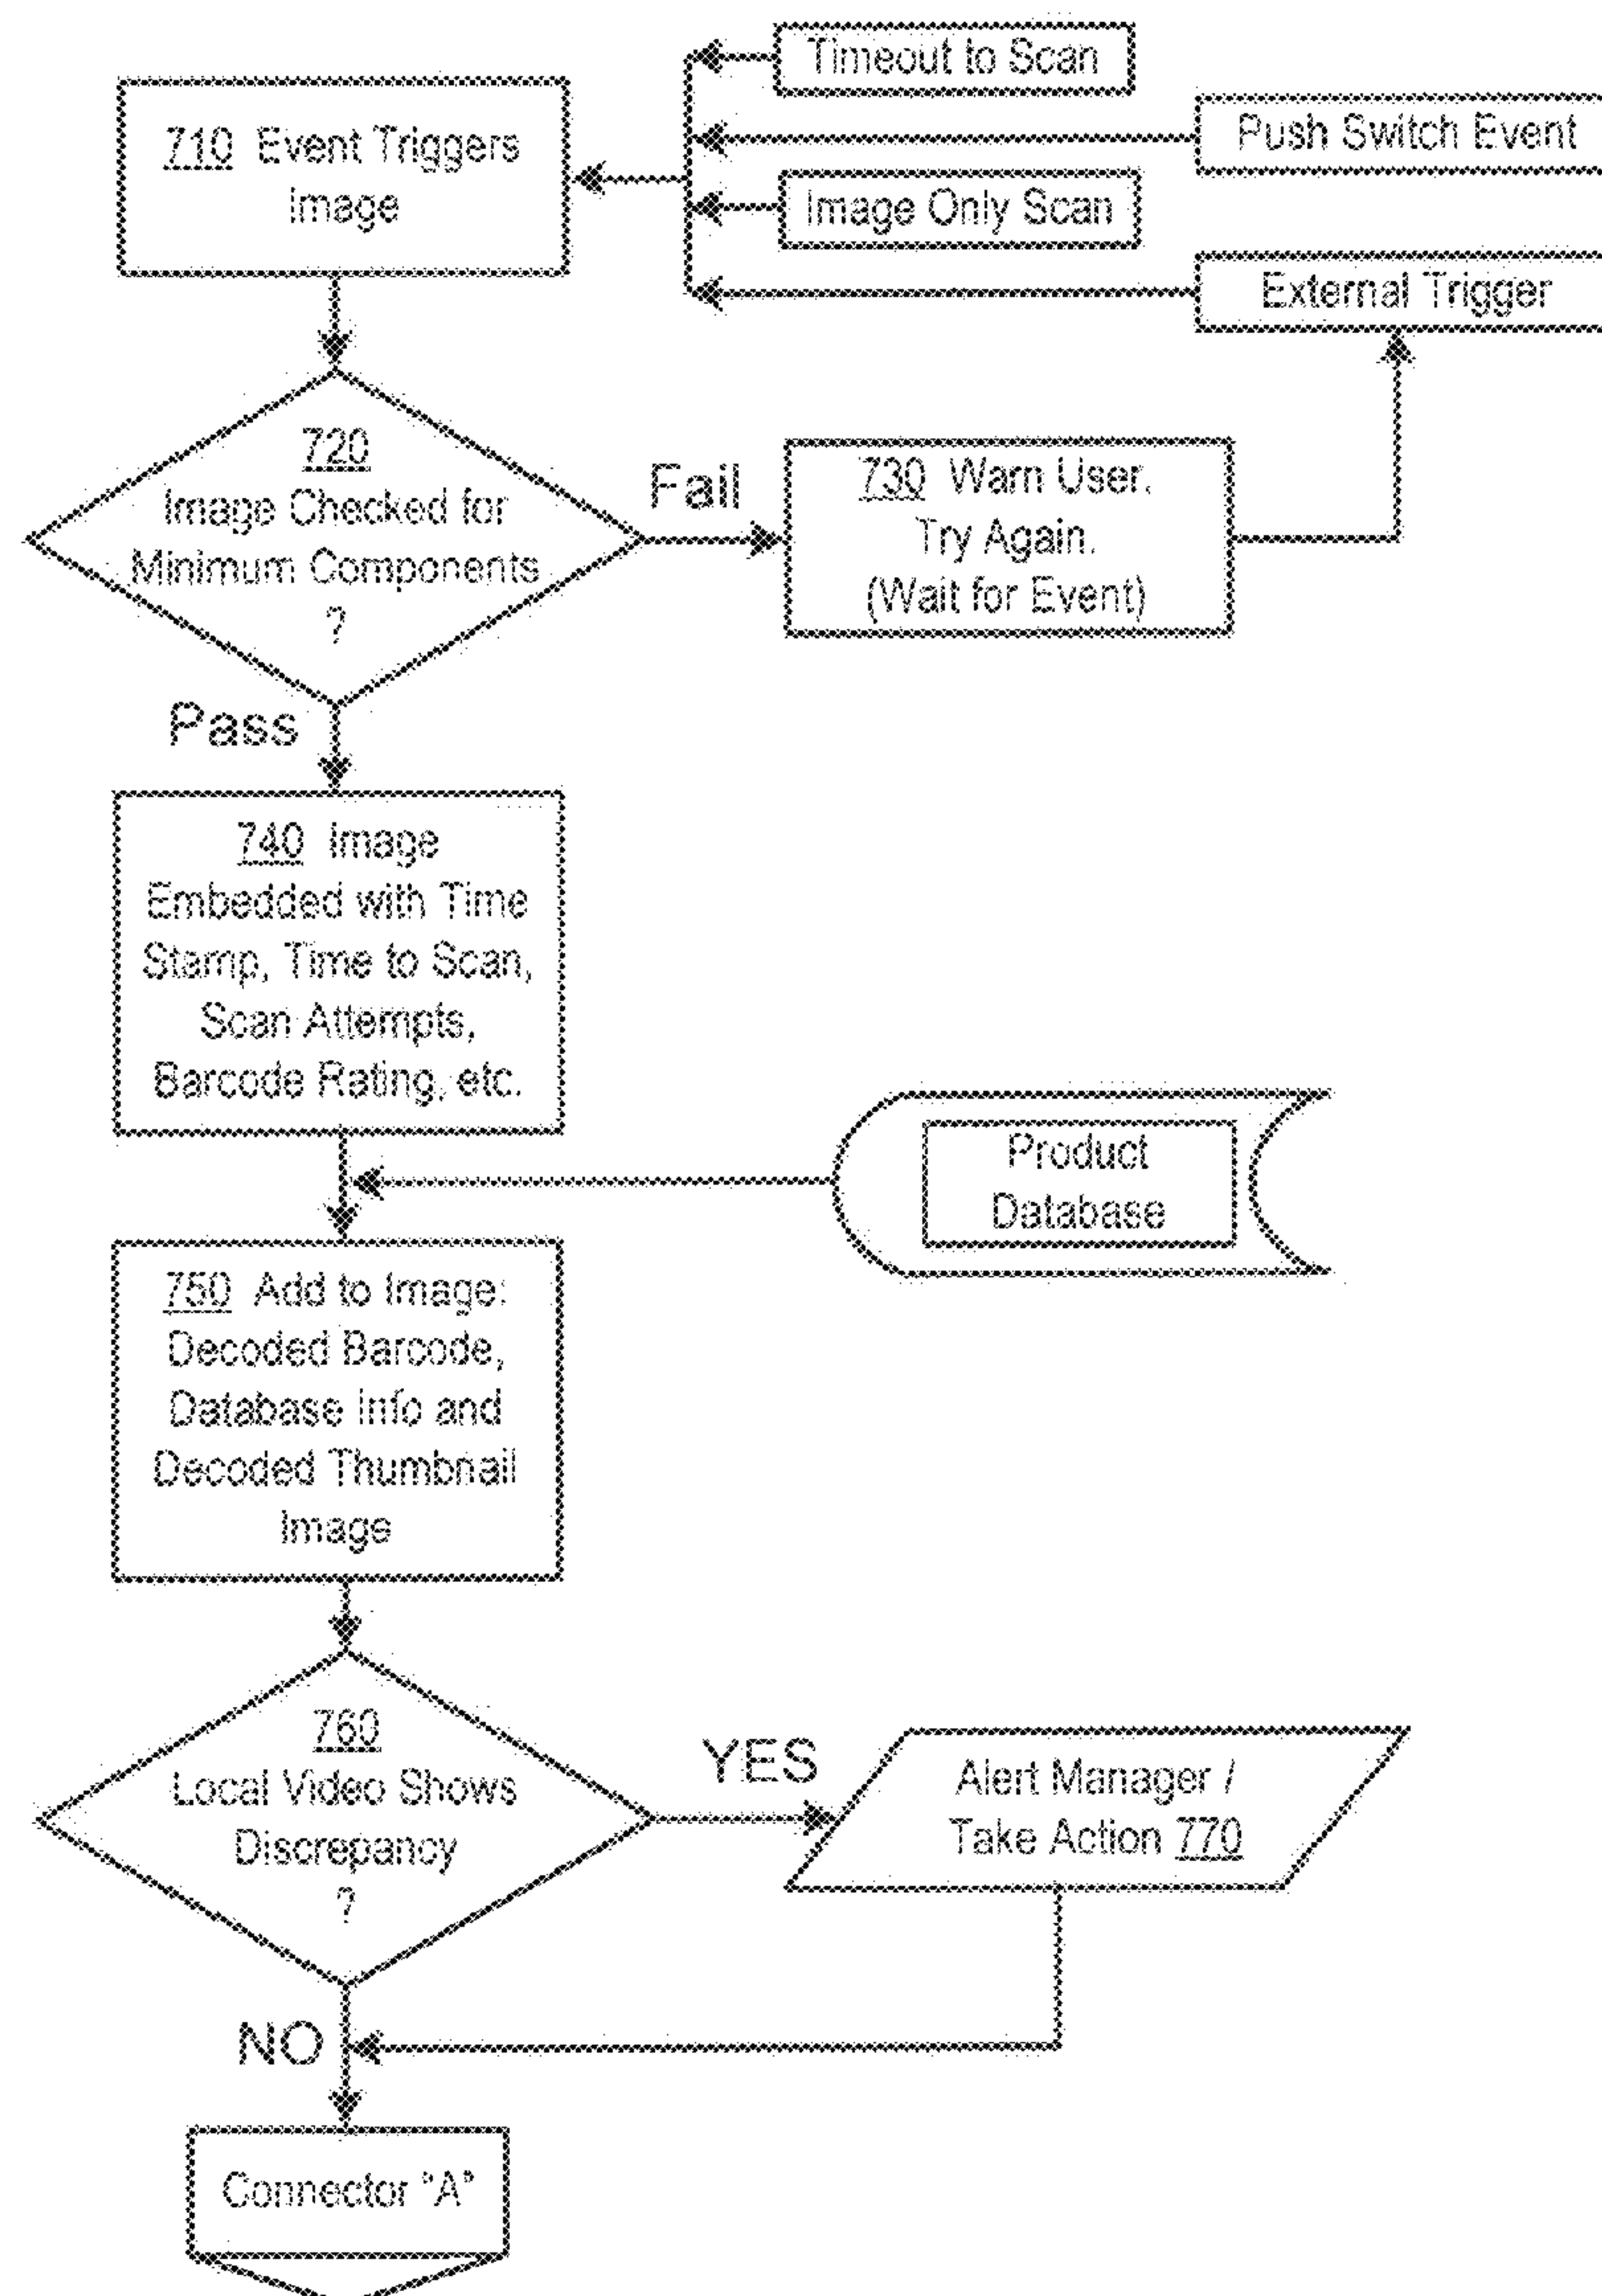 Timeout to Scan
710 Event Triggers
Image
Push Switch Event
Image Only Scan
External Trigger
720
Image Checked for
Minimum Components
?
Fail
730 Warn User.
Try Again.
(Wait for Event)
Pass
740 Image
Embedded with Time
Stamp, Time to Scan,
Scan Attempts,
Barcode Rating, etc.
Product
Database
750 Add to Image:
Decoded Barcode,
Database info and
Decoded Thumbnail
Image
760
Local Video Shows
Discrepancy
?
YES
Alert Manager /
Take Action 770
NO
Connector "A"